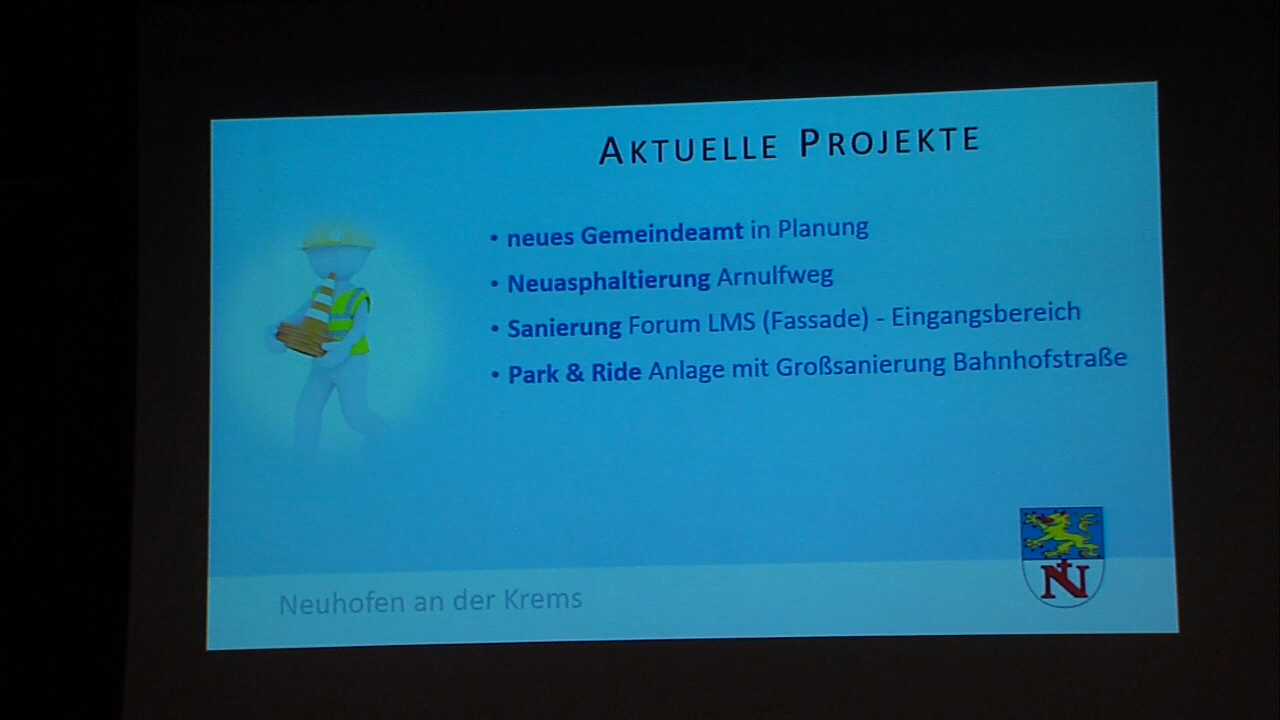 AKTUELLE PROJEKTE
• neues Gemeindeamt in Planung
• Neuasphaltierung Arnulfweg
• Sanierung Forum LMS (Fassade) - Eingangsbereich
• Park & Ride Anlage mit Großsanierung Bahnhofstraße
Neuhofen an der Krems
N